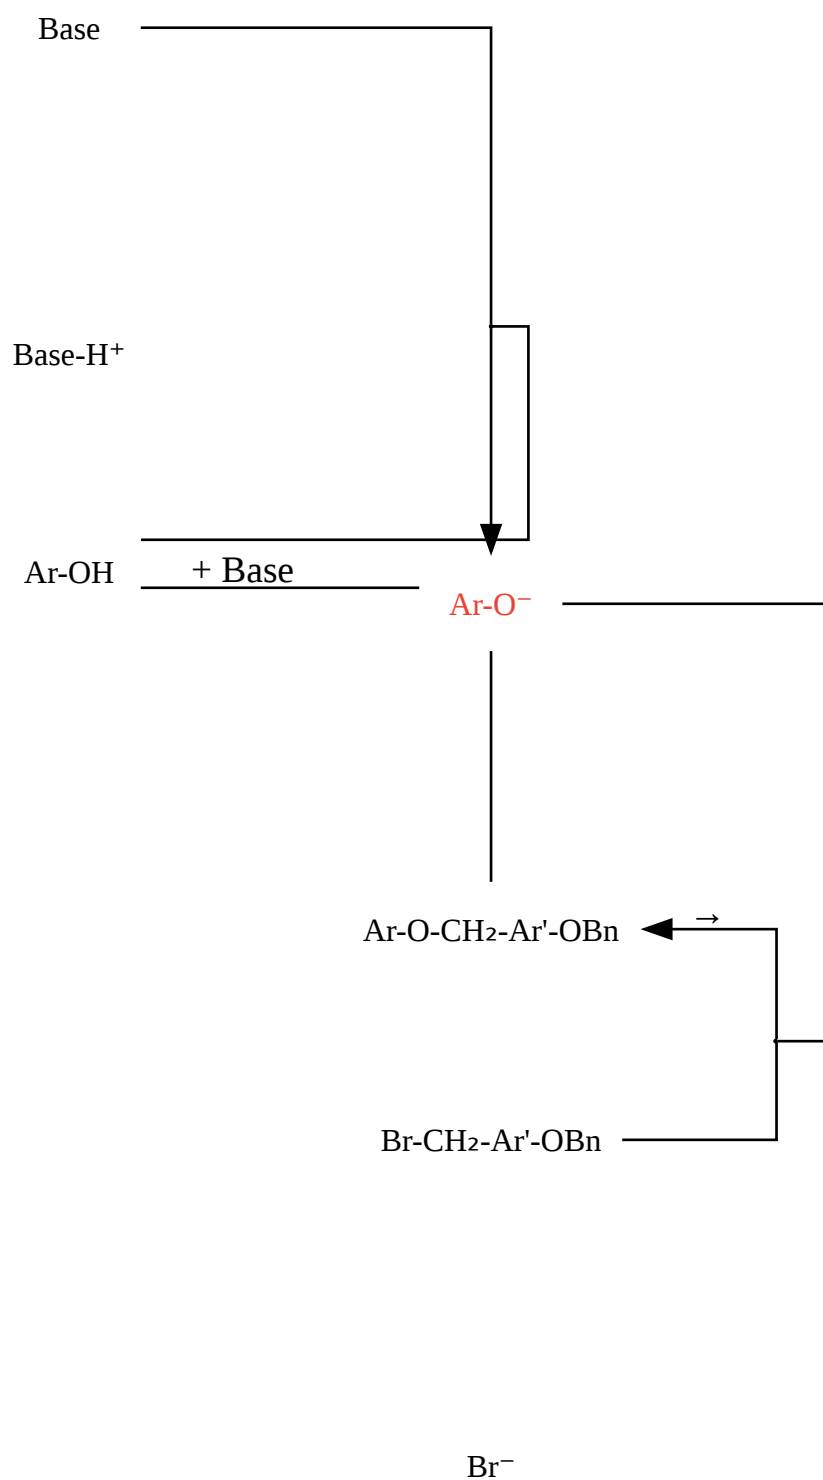 Base
Base-H⁺
Ar-OH
+ Base
Ar-O⁻
Ar-O-CH₂-Ar'-OBn
→
Br-CH₂-Ar'-OBn
Br⁻